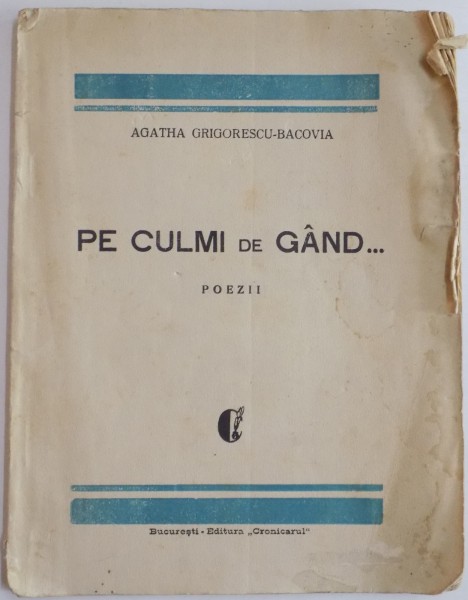 AGATHA GRIGORESCU-BACOVIA
PE CULMI DE GÂND...
POEZII
București - Editura „Cronicarul"